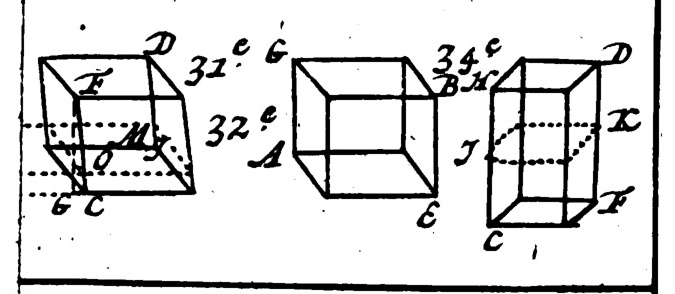 D 31.e G 34.e D
F B H
32.e
O M I A I K
G C E F
C